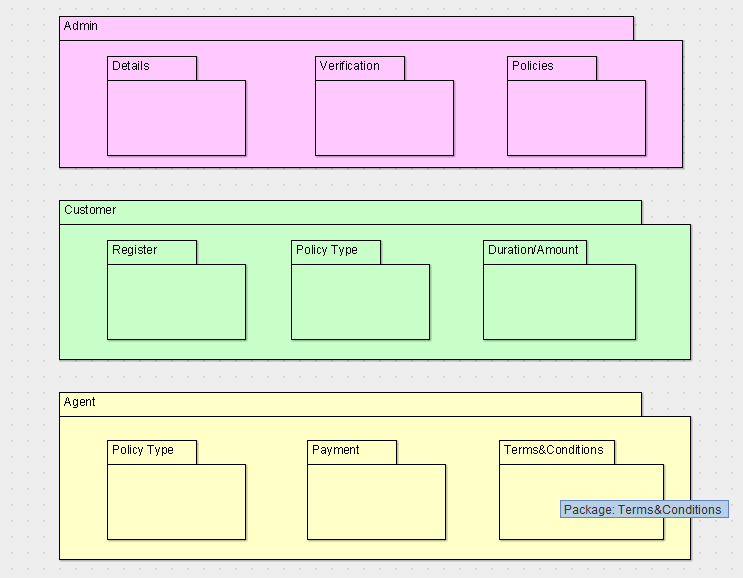 Admin
Details
Verification
Policies
Customer
Register
Policy Type
Duration/Amount
Agent
Policy Type
Payment
Terms&Conditions
Package: Terms&Conditions